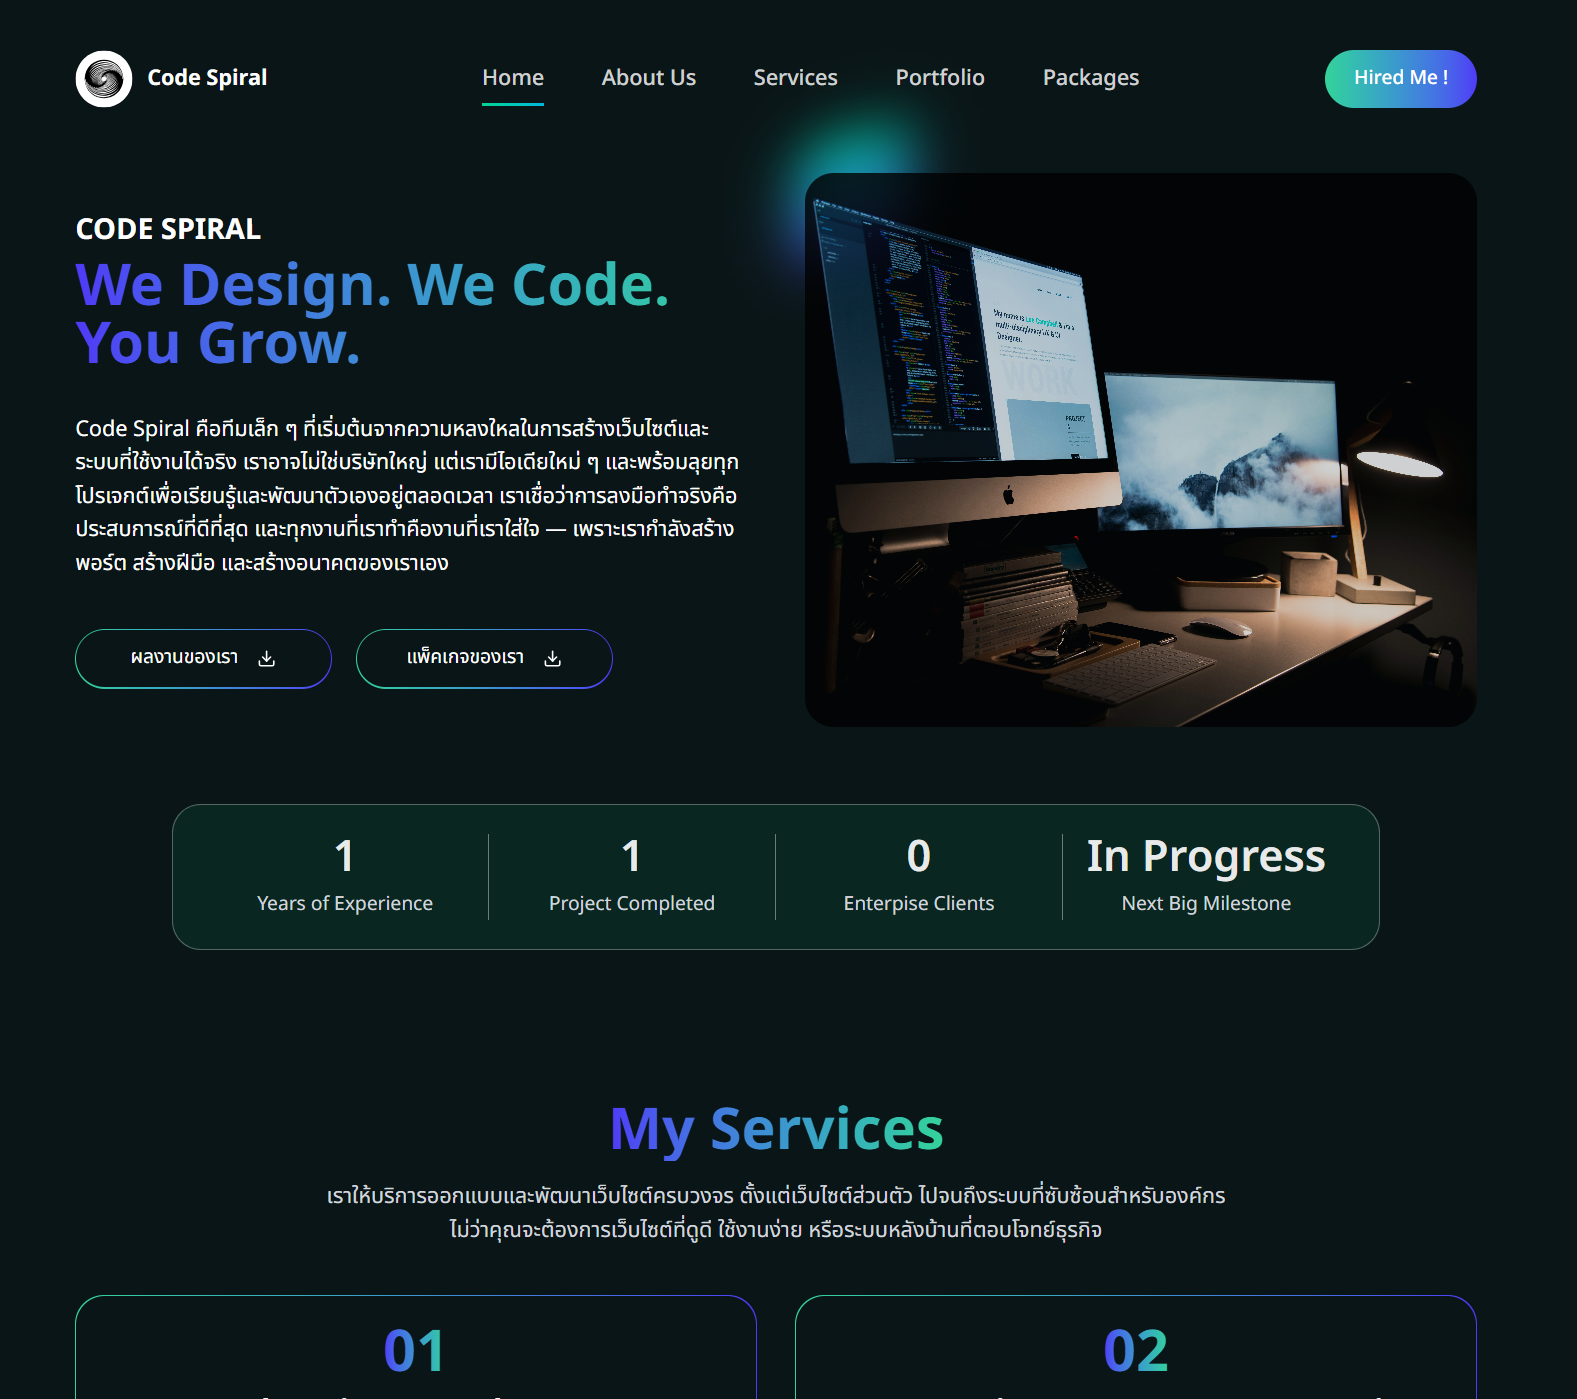 Code Spiral
Home
About Us
Services
Portfolio
Packages
Hired Me !
CODE SPIRAL
We Design. We Code.
You Grow.
Code Spiral คือทีมเล็ก ๆ ที่เริ่มต้นจากความหลงใหลในการสร้างเว็บไซต์และ
ระบบที่ใช้งานได้จริง เราอาจไม่ใช่บริษัทใหญ่ แต่เรามีไอเดียใหม่ ๆ และพร้อมลุยทุก
โปรเจกต์เพื่อเรียนรู้และพัฒนาตัวเองอยู่ตลอดเวลา เราเชื่อว่าการลงมือทำจริงคือ
ประสบการณ์ที่ดีที่สุด และทุกงานที่เราทำคืองานที่เราใส่ใจ — เพราะเรากำลังสร้าง
พอร์ต สร้างฝีมือ และสร้างอนาคตของเราเอง
ผลงานของเรา
แพ็คเกจของเรา
WORK
PROJECT
1
Years of Experience
1
Project Completed
0
Enterpise Clients
In Progress
Next Big Milestone
My Services
เราให้บริการออกแบบและพัฒนาเว็บไซต์ครบวงจร ตั้งแต่เว็บไซต์ส่วนตัว ไปจนถึงระบบที่ซับซ้อนสำหรับองค์กร
ไม่ว่าคุณจะต้องการเว็บไซต์ที่ดูดี ใช้งานง่าย หรือระบบหลังบ้านที่ตอบโจทย์ธุรกิจ
01
02